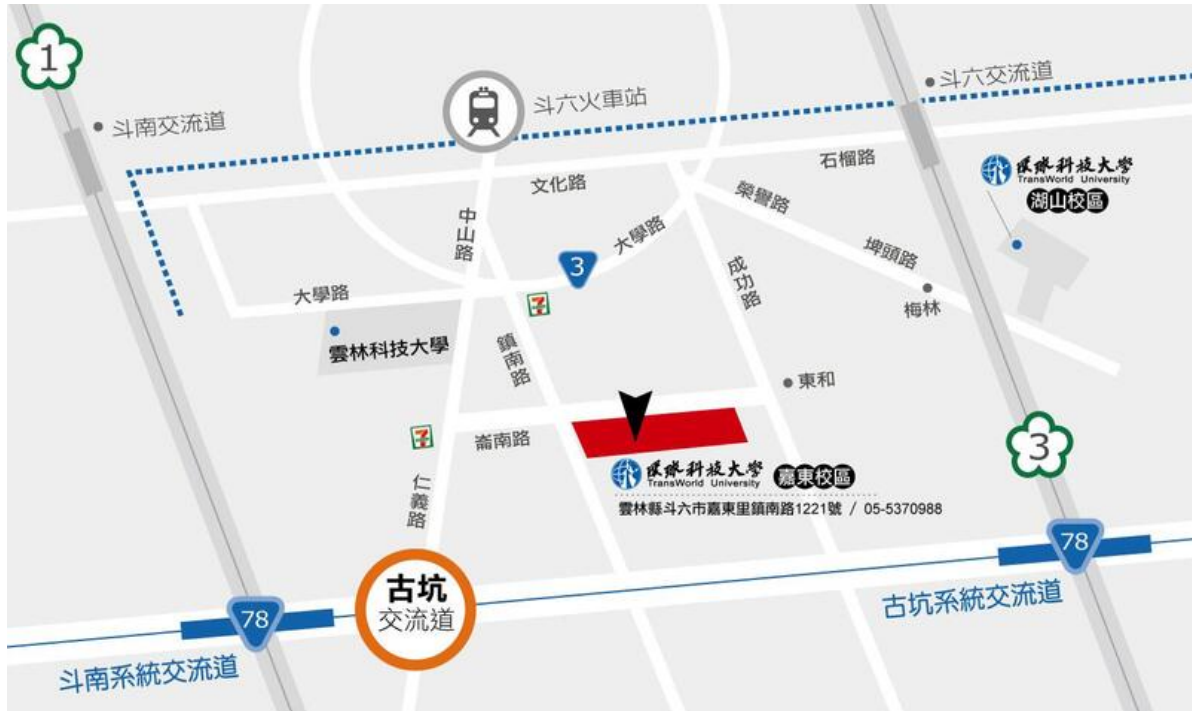 1
斗南交流道
斗六火車站
斗六交流道
文化路
石榴路
環球科技大學
TransWorld University
湖山校區
中山路
榮譽路
大學路
3
大學路
埤頭路
成功路
梅林
7
雲林科技大學
鎮南路
東和
7
崙南路
3
環球科技大學
TransWorld University
嘉東校區
雲林縣斗六市嘉東里鎮南路1221號 / 05-5370988
仁義路
78
古坑
交流道
古坑系統交流道
78
斗南系統交流道